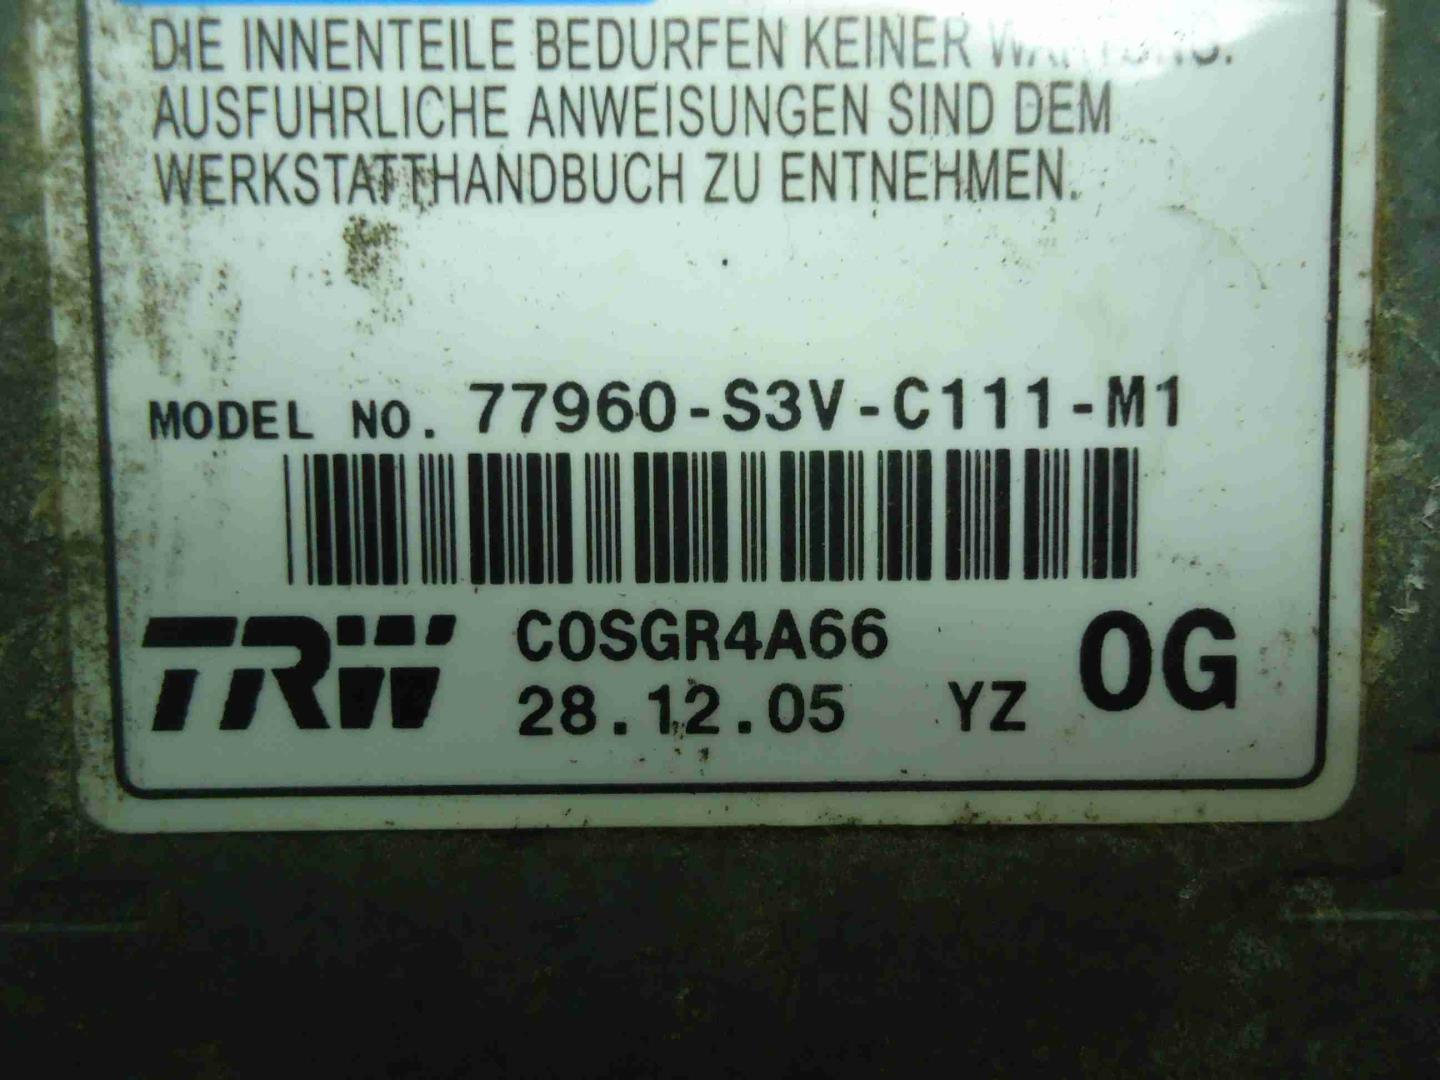 DIE INNENTEILE BEDURFEN KEINER WARTUNG.
AUSFUHRLICHE ANWEISUNGEN SIND DEM
WERKSTATTHANDBUCH ZU ENTNEHMEN.
MODEL NO. 77960-S3V-C111-M1
TRW C0SGR4A66 0G
28.12.05 YZ